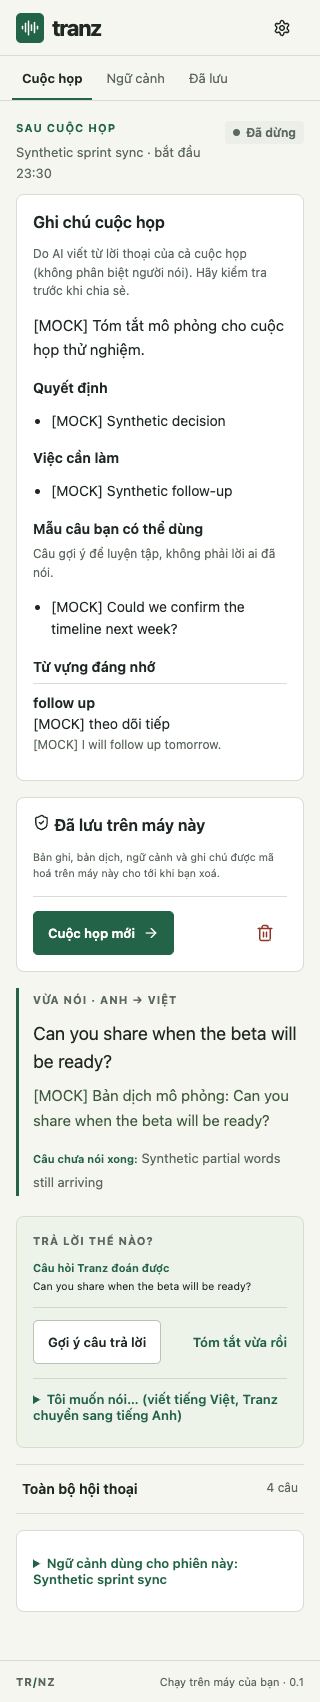 tranz
Cuộc họp
Ngữ cảnh
Đã lưu
SAU CUỘC HỌP
Đã dừng
Synthetic sprint sync · bắt đầu
23:30
Ghi chú cuộc họp
Do AI viết từ lời thoại của cả cuộc họp
(không phân biệt người nói). Hãy kiểm tra
trước khi chia sẻ.
[MOCK] Tóm tắt mô phỏng cho cuộc
họp thử nghiệm.
Quyết định
• [MOCK] Synthetic decision
Việc cần làm
• [MOCK] Synthetic follow-up
Mẫu câu bạn có thể dùng
Câu gợi ý để luyện tập, không phải lời ai đã
nói.
• [MOCK] Could we confirm the
timeline next week?
Từ vựng đáng nhớ
follow up
[MOCK] theo dõi tiếp
[MOCK] I will follow up tomorrow.
Đã lưu trên máy này
Bản ghi, bản dịch, ngữ cảnh và ghi chú được mã
hoá trên máy này cho tới khi bạn xoá.
Cuộc họp mới →
VỪA NÓI · ANH → VIỆT
Can you share when the beta will
be ready?
[MOCK] Bản dịch mô phỏng: Can you
share when the beta will be ready?
Câu chưa nói xong: Synthetic partial words
still arriving
TRẢ LỜI THẾ NÀO?
Câu hỏi Tranz đoán được
Can you share when the beta will be ready?
Gợi ý câu trả lời
Tóm tắt vừa rồi
▶ Tôi muốn nói... (viết tiếng Việt, Tranz
chuyển sang tiếng Anh)
Toàn bộ hội thoại
4 câu
▶ Ngữ cảnh dùng cho phiên này:
Synthetic sprint sync
TR/NZ
Chạy trên máy của bạn · 0.1